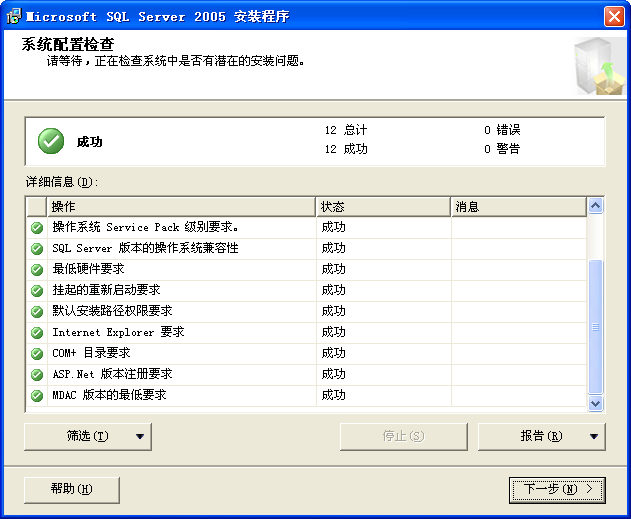 Microsoft SQL Server 2005 安装程序
系统配置检查
请等待，正在检查系统中是否有潜在的安装问题。
成功
12 总计
0 错误
12 成功
0 警告
详细信息(D):
操作 状态 消息
操作系统 Service Pack 级别要求。 成功
SQL Server 版本的操作系统兼容性 成功
最低硬件要求 成功
挂起的重新启动要求 成功
默认安装路径权限要求 成功
Internet Explorer 要求 成功
COM+ 目录要求 成功
ASP.Net 版本注册要求 成功
MDAC 版本的最低要求 成功
筛选(T) 停止(S) 报告(R)
帮助(H) 下一步(N) >